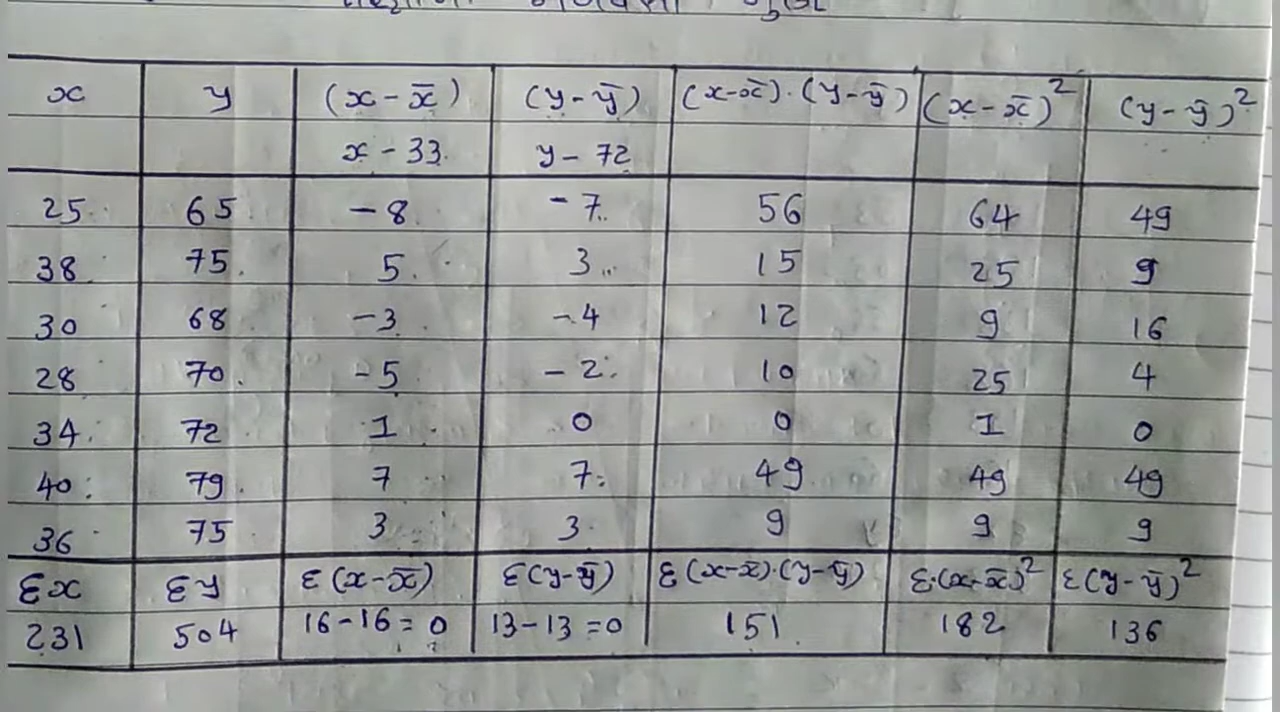 x y (x - x̄) (y - ȳ) (x - x̄) · (y - ȳ) (x - x̄)² (y - ȳ)²
x - 33 y - 72
25 65 -8 -7 56 64 49
38 75 5 3 15 25 9
30 68 -3 -4 12 9 16
28 70 -5 -2 10 25 4
34 72 1 0 0 1 0
40 79 7 7 49 49 49
36 75 3 3 9 9 9
Σx Σy Σ(x - x̄) Σ(y - ȳ) Σ(x - x̄)·(y - ȳ) Σ·(x - x̄)² Σ(y - ȳ)²
231 504 16 - 16 = 0 13 - 13 = 0 151 182 136